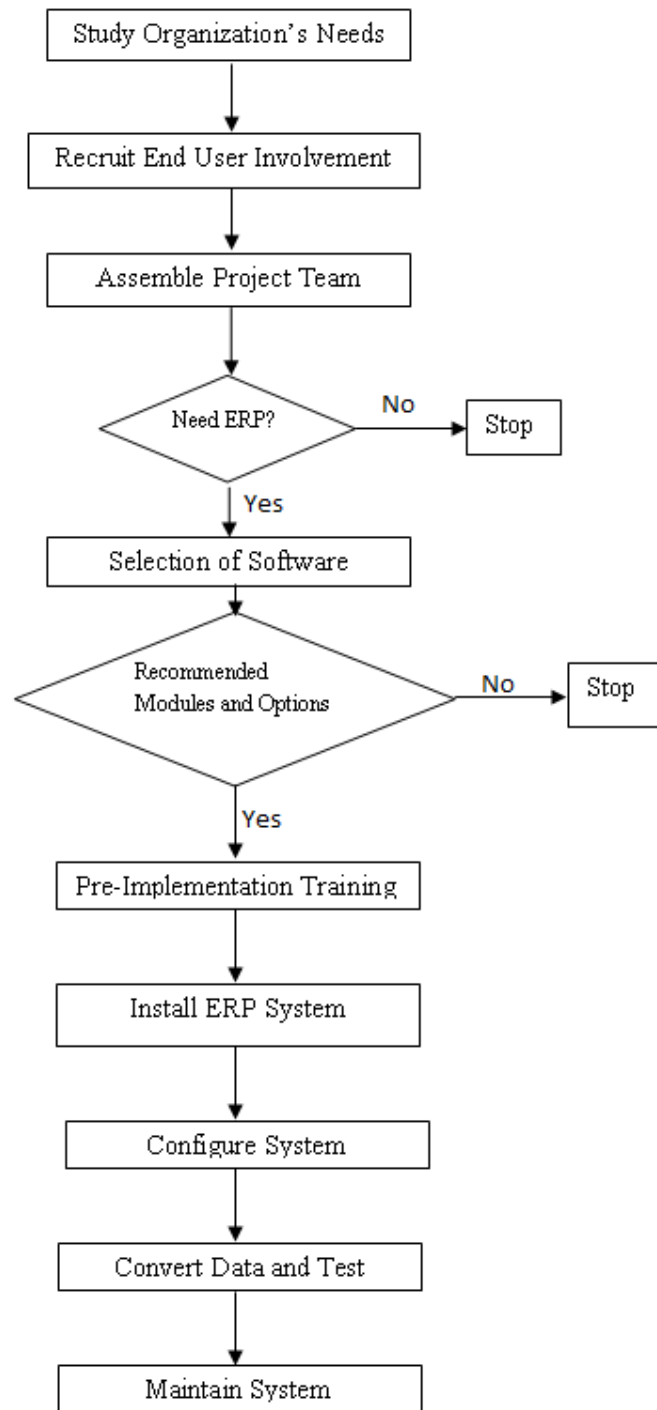 Study Organization’s Needs
Recruit End User Involvement
Assemble Project Team
Need ERP?
No
Stop
Yes
Selection of Software
Recommended
Modules and Options
No
Stop
Yes
Pre-Implementation Training
Install ERP System
Configure System
Convert Data and Test
Maintain System